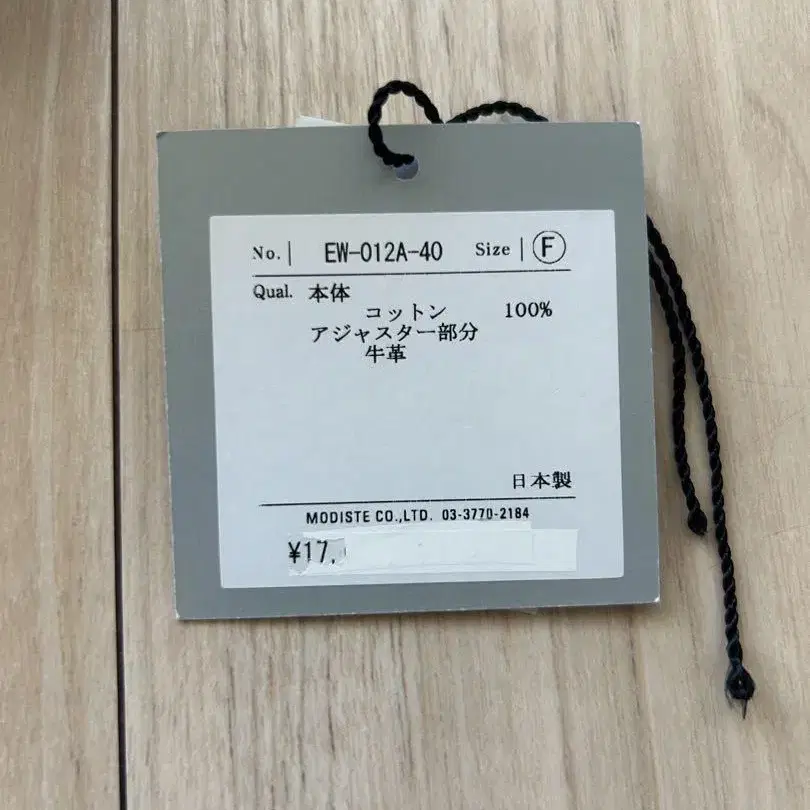 No. | EW-012A-40 Size | F
Qual. 本体
コットン 100%
アジャスター部分
牛革
日本製
MODISTE CO.,LTD. 03-3770-2184
¥17,